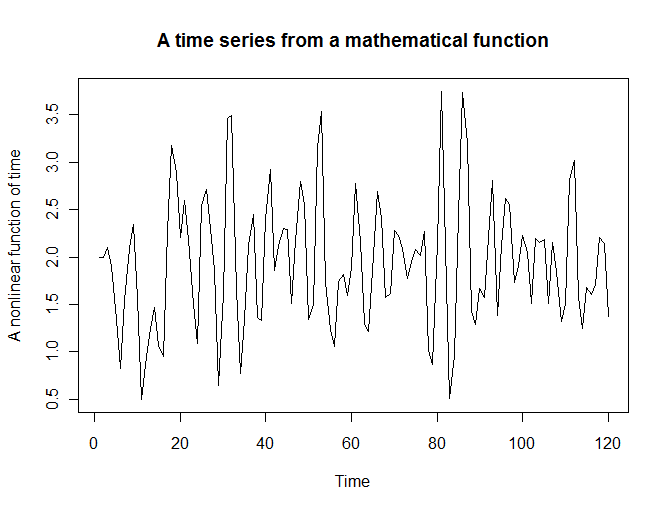 A time series from a mathematical function
A nonlinear function of time
3.5
3.0
2.5
2.0
1.5
1.0
0.5
0 20 40 60 80 100 120
Time